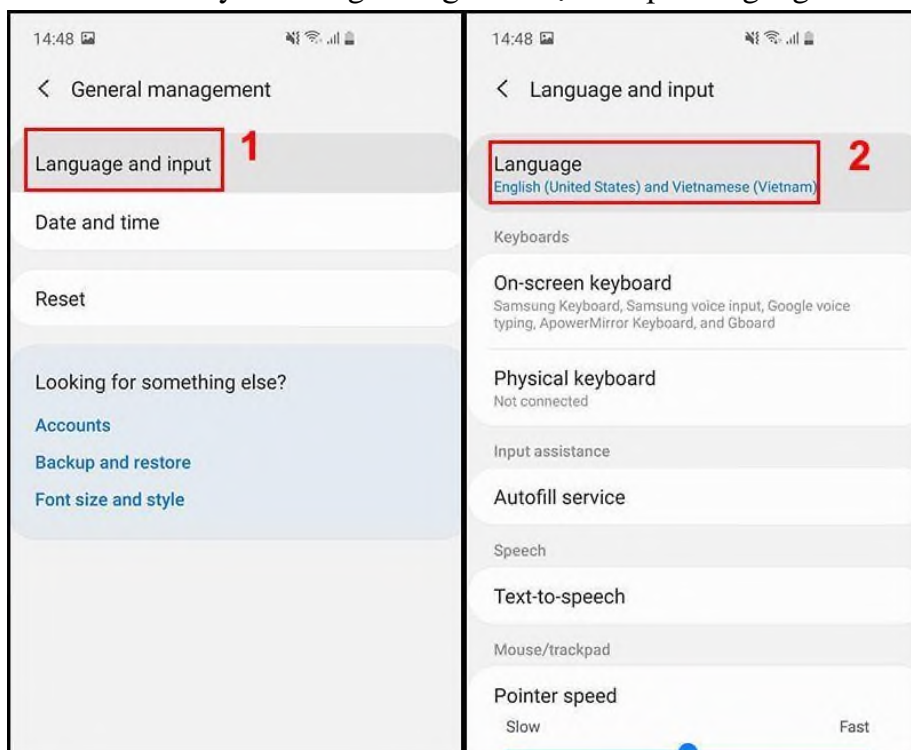 14:48
General management
Language and input
1
Date and time
Reset
Looking for something else?
Accounts
Backup and restore
Font size and style
14:48
Language and input
Language
English (United States) and Vietnamese (Vietnam)
2
Keyboards
On-screen keyboard
Samsung Keyboard, Samsung voice input, Google voice
typing, ApowerMirror Keyboard, and Gboard
Physical keyboard
Not connected
Input assistance
Autofill service
Speech
Text-to-speech
Mouse/trackpad
Pointer speed
Slow Fast